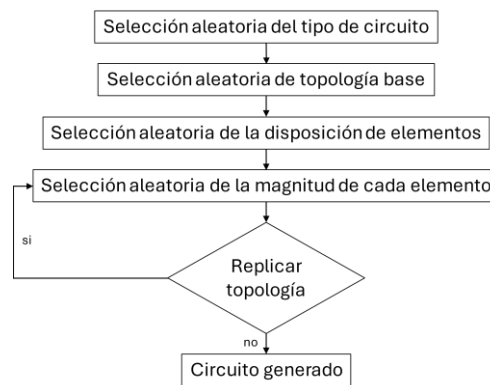 Selección aleatoria del tipo de circuito
Selección aleatoria de topología base
Selección aleatoria de la disposición de elementos
Selección aleatoria de la magnitud de cada elemento
si
Replicar
topología
no
Circuito generado